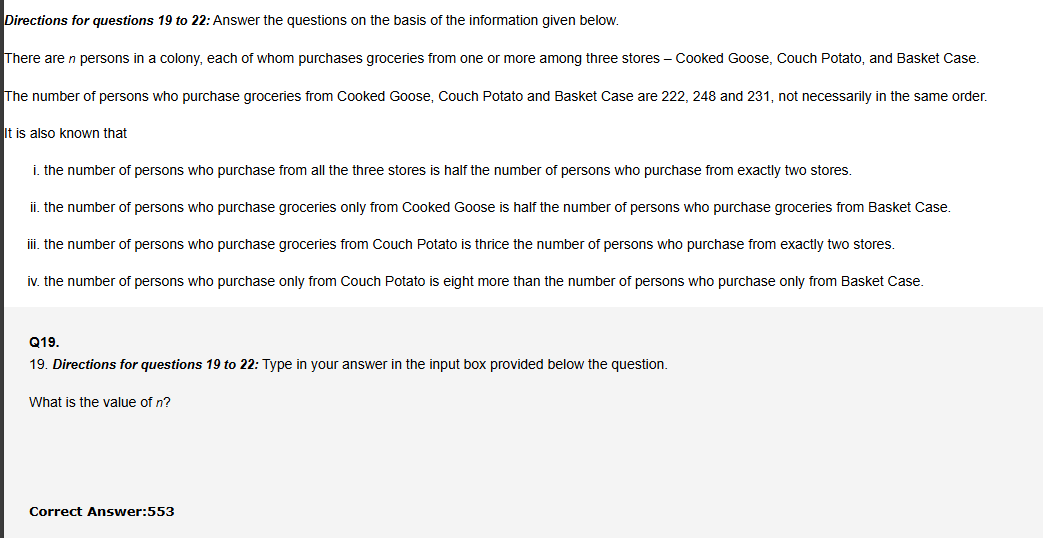 Directions for questions 19 to 22: Answer the questions on the basis of the information given below.
There are n persons in a colony, each of whom purchases groceries from one or more among three stores – Cooked Goose, Couch Potato, and Basket Case.
The number of persons who purchase groceries from Cooked Goose, Couch Potato and Basket Case are 222, 248 and 231, not necessarily in the same order.
It is also known that
i. the number of persons who purchase from all the three stores is half the number of persons who purchase from exactly two stores.
ii. the number of persons who purchase groceries only from Cooked Goose is half the number of persons who purchase groceries from Basket Case.
iii. the number of persons who purchase groceries from Couch Potato is thrice the number of persons who purchase from exactly two stores.
iv. the number of persons who purchase only from Couch Potato is eight more than the number of persons who purchase only from Basket Case.
Q19.
19. Directions for questions 19 to 22: Type in your answer in the input box provided below the question.
What is the value of n?
Correct Answer:553